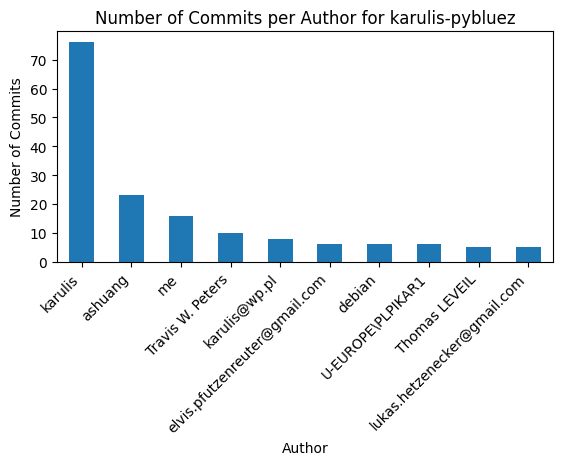 Number of Commits per Author for karulis-pybluez
Number of Commits
70
60
50
40
30
20
10
0
karulis
ashuang
me
Travis W. Peters
karulis@wp.pl
elvis.pfutzenreuter@gmail.com
debian
U-EUROPE\PLPIKAR1
Thomas LEVEIL
lukas.hetzenecker@gmail.com
Author